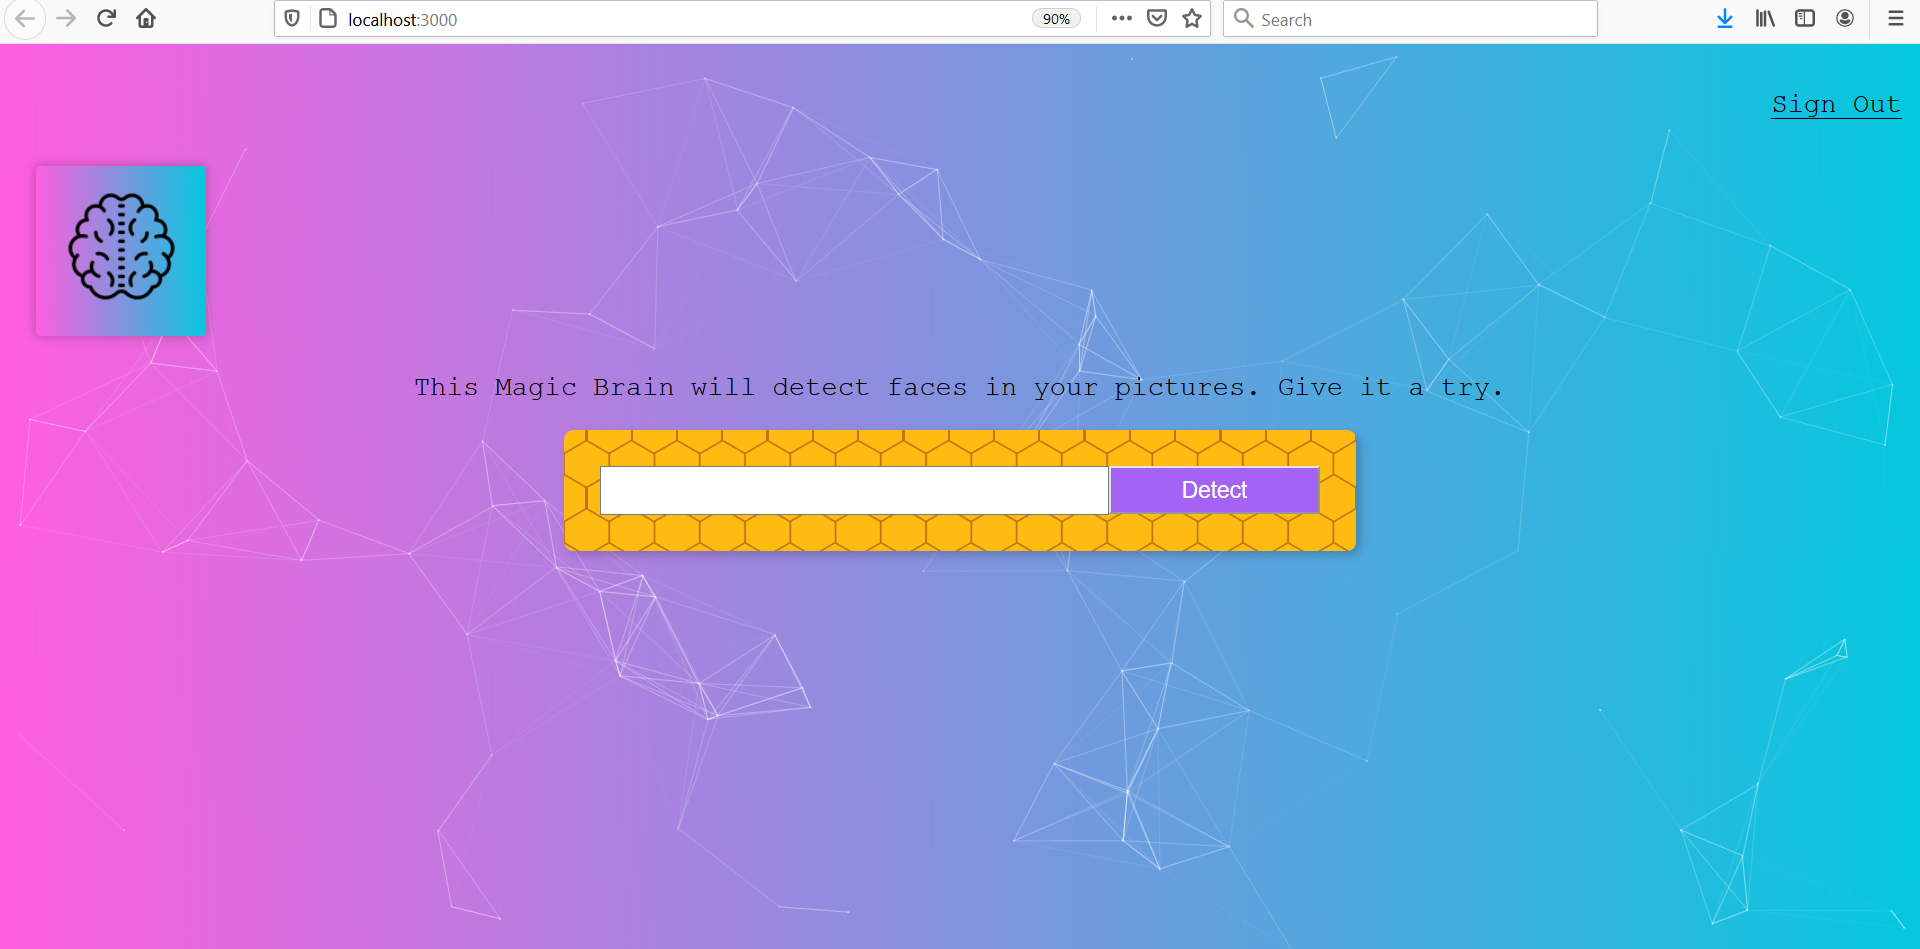 localhost:3000
90%
Search
Sign Out
This Magic Brain will detect faces in your pictures. Give it a try.
Detect